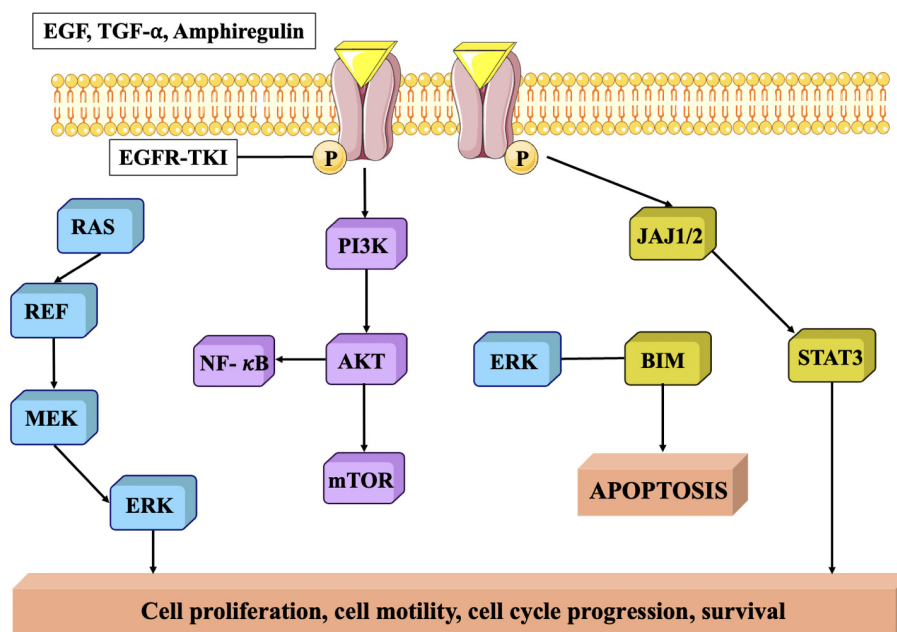 EGF, TGF-α, Amphiregulin
EGFR-TKI
P
P
RAS
PI3K
JAJ1/2
REF
NF- κB
AKT
ERK
BIM
STAT3
MEK
mTOR
APOPTOSIS
ERK
Cell proliferation, cell motility, cell cycle progression, survival